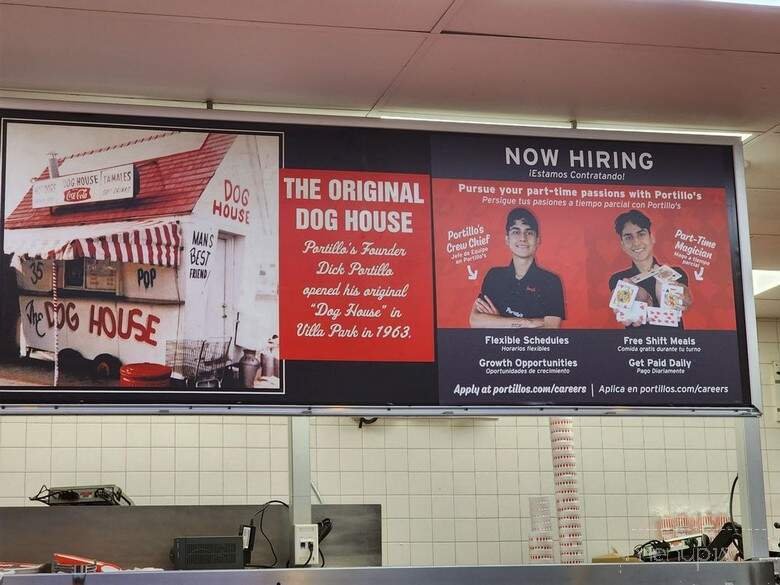 DOG HOUSE
TAMALES
Coca-Cola
DOG
HOUSE
MAN'S
BEST
FRIEND
35
POP
The DOG HOUSE
THE ORIGINAL
DOG HOUSE
Portillo's Founder
Dick Portillo
opened his original
"Dog House" in
Villa Park in 1963.
NOW HIRING
¡Estamos Contratando!
Pursue your part-time passions with Portillo's
Persigue tus pasiones a tiempo parcial con Portillo's
Portillo's
Crew Chief
Jefe de Equipo
en Portillo's
Part-Time
Magician
Mago a tiempo
parcial
Flexible Schedules
Horarios flexibles
Growth Opportunities
Oportunidades de crecimiento
Free Shift Meals
Comida gratis durante tu turno
Get Paid Daily
Pago Diariamente
Apply at portillos.com/careers | Aplica en portillos.com/careers